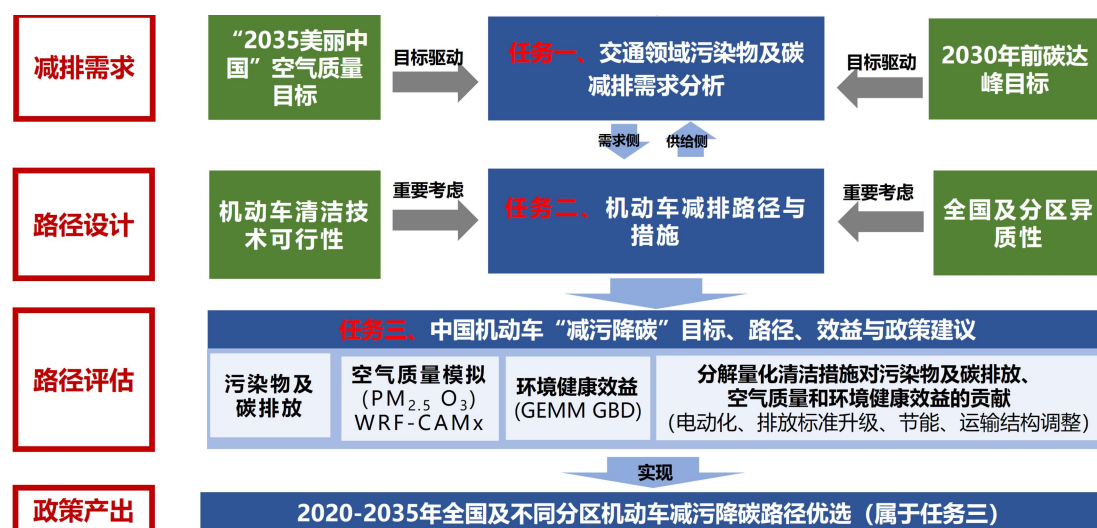 减排需求
“2035美丽中
国”空气质量
目标
目标驱动
任务一、交通领域污染物及碳
减排需求分析
目标驱动
2030年前碳达
峰目标
需求侧
供给侧
路径设计
机动车清洁技
术可行性
重要考虑
任务二、机动车减排路径与
措施
重要考虑
全国及分区异
质性
路径评估
任务三、中国机动车“减污降碳”目标、路径、效益与政策建议
污染物及
碳排放
空气质量模拟
(PM2.5 O3)
WRF-CAMx
环境健康效益
(GEMM GBD)
分解量化清洁措施对污染物及碳排放、
空气质量和环境健康效益的贡献
(电动化、排放标准升级、节能、运输结构调整)
实现
政策产出
2020-2035年全国及不同分区机动车减污降碳路径优选（属于任务三）